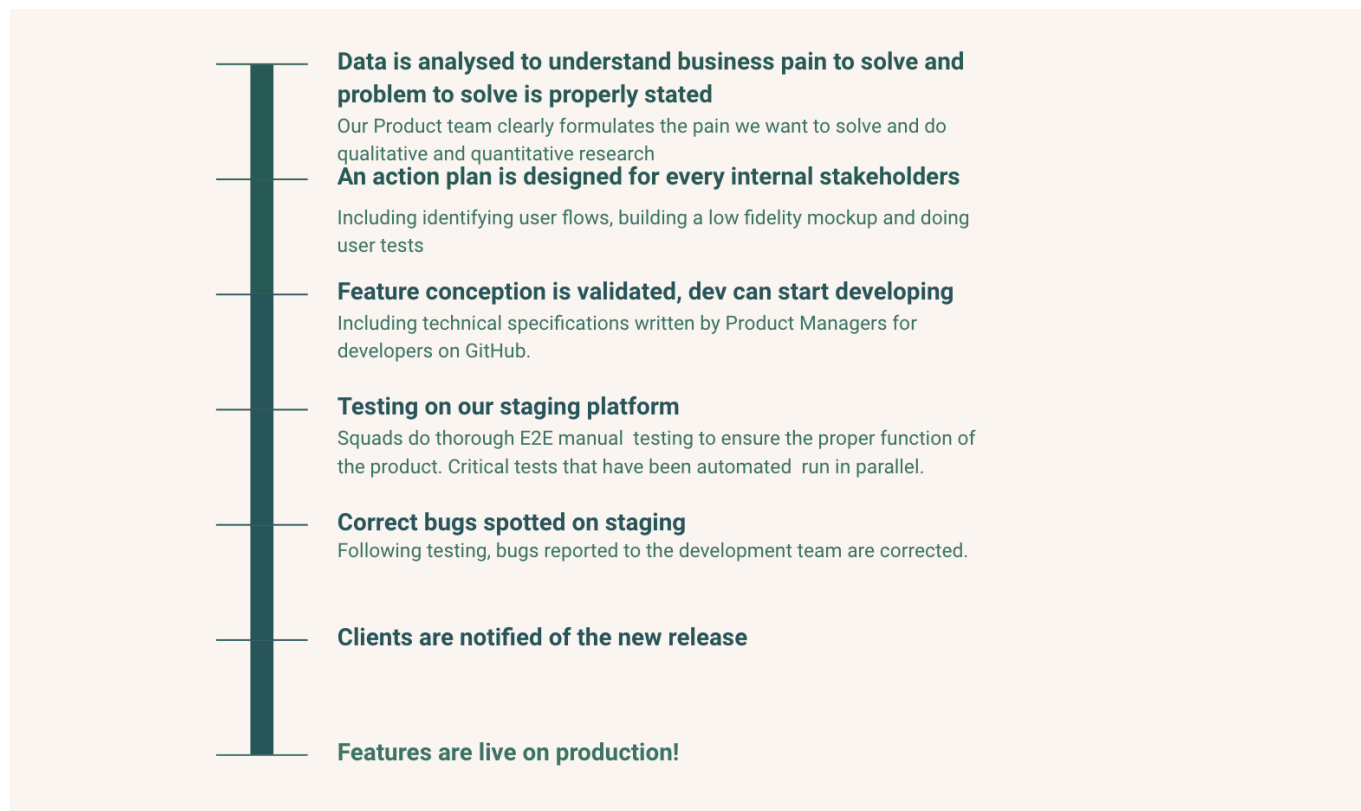 Data is analysed to understand business pain to solve and
problem to solve is properly stated
Our Product team clearly formulates the pain we want to solve and do
qualitative and quantitative research
An action plan is designed for every internal stakeholders
Including identifying user flows, building a low fidelity mockup and doing
user tests
Feature conception is validated, dev can start developing
Including technical specifications written by Product Managers for
developers on GitHub.
Testing on our staging platform
Squads do thorough E2E manual  testing to ensure the proper function of
the product. Critical tests that have been automated  run in parallel.
Correct bugs spotted on staging
Following testing, bugs reported to the development team are corrected.
Clients are notified of the new release
Features are live on production!